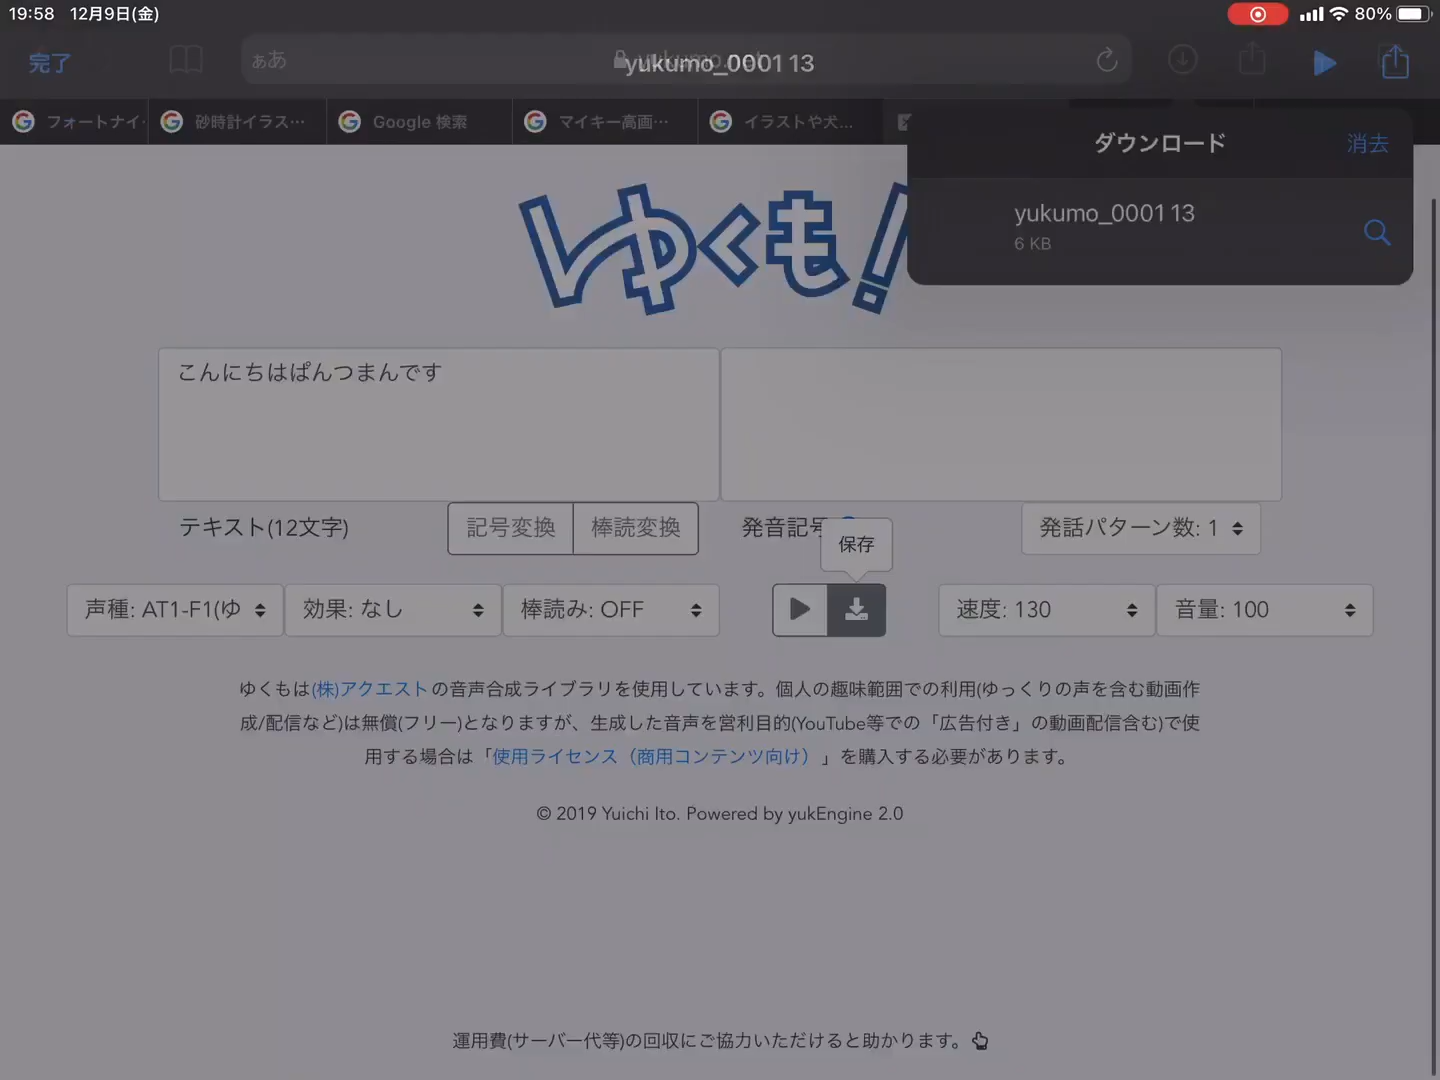 19:58 12月9日(金)
80%
完了
ぁあ
yukumo_000113
フォートナイ
砂時計イラス…
Google 検索
マイキー高画…
イラストや犬…
ダウンロード
消去
yukumo_000113
6 KB
ゆくも!
こんにちはぱんつまんです
テキスト(12文字)
記号変換
棒読変換
発音記号
発話パターン数: 1
保存
声種: AT1-F1(ゆ
効果: なし
棒読み: OFF
速度: 130
音量: 100
ゆくもは(株)アクエストの音声合成ライブラリを使用しています。個人の趣味範囲での利用(ゆっくりの声を含む動画作
成/配信など)は無償(フリー)となりますが、生成した音声を営利目的(YouTube等での「広告付き」の動画配信含む)で使
用する場合は「使用ライセンス（商用コンテンツ向け）」を購入する必要があります。
© 2019 Yuichi Ito. Powered by yukEngine 2.0
運用費(サーバー代等)の回収にご協力いただけると助かります。